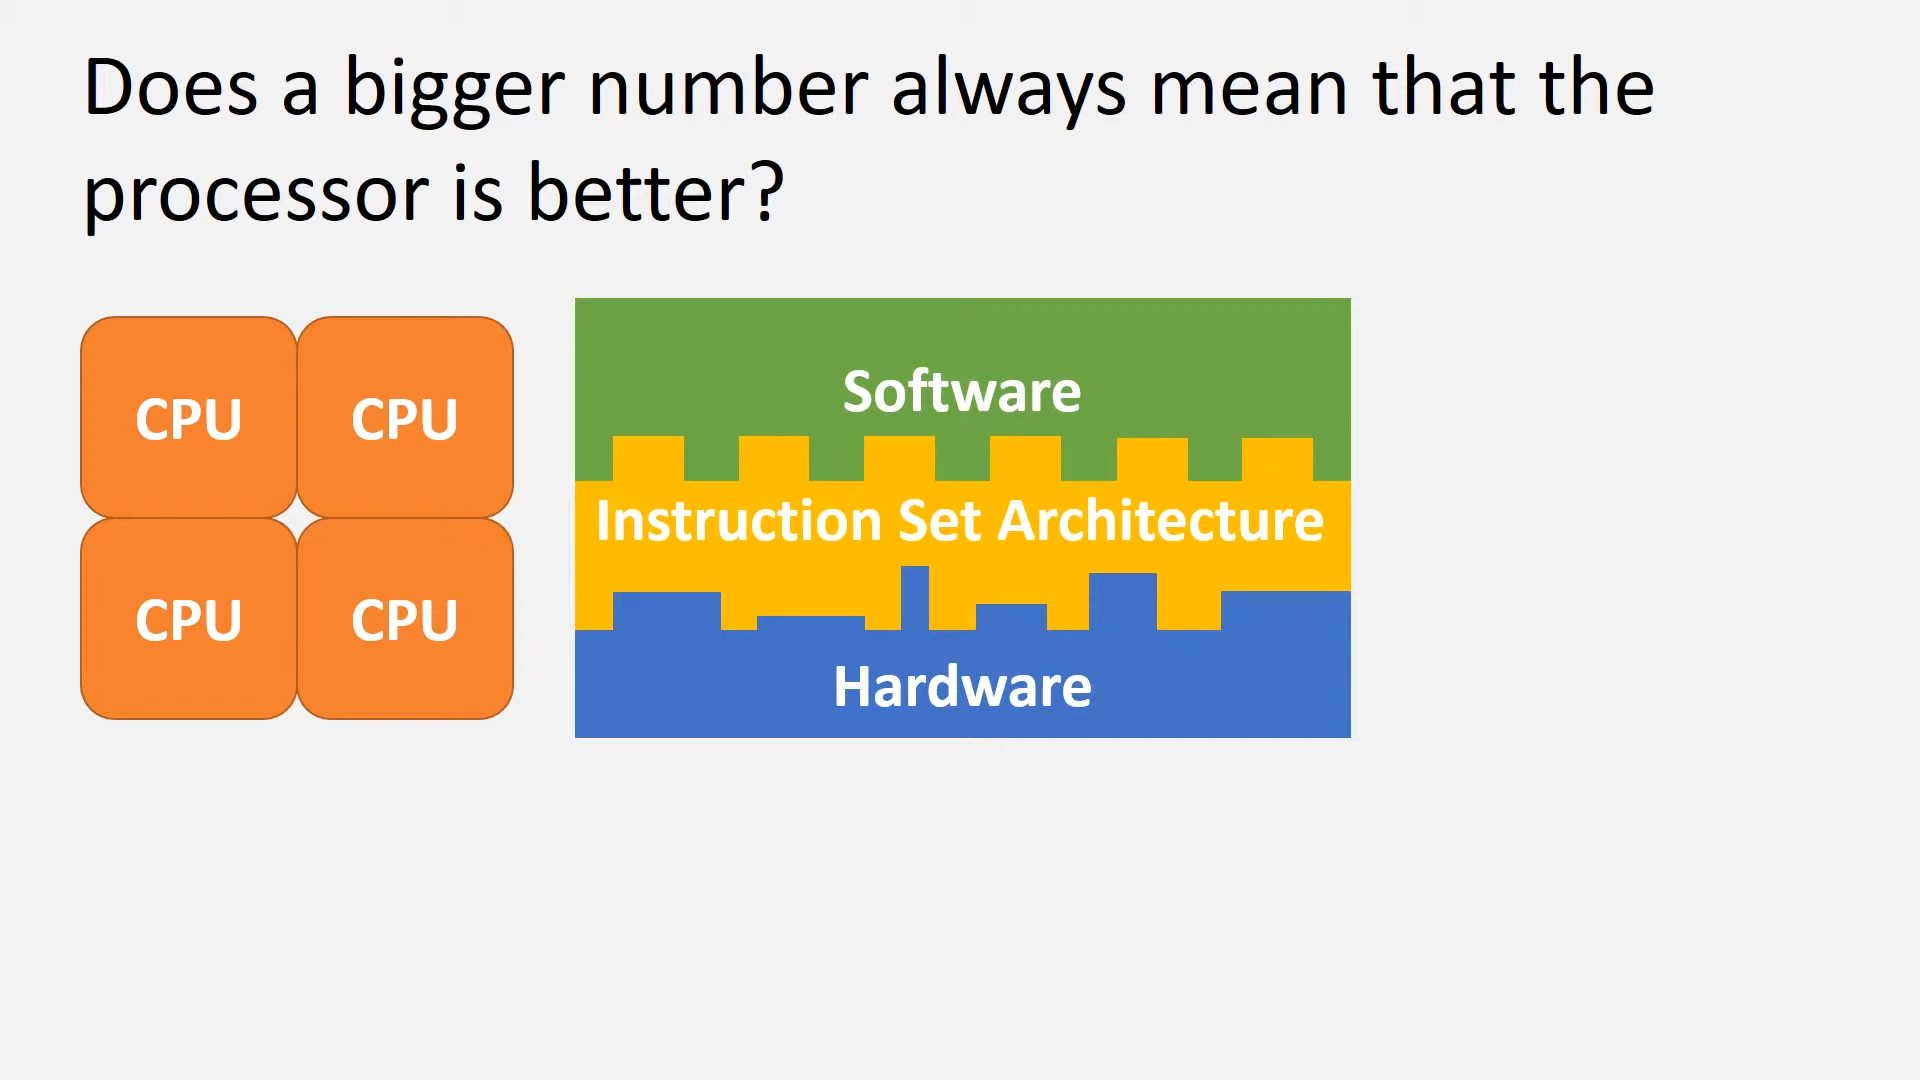 Does a bigger number always mean that the
processor is better?
CPU CPU
CPU CPU
Software
Instruction Set Architecture
Hardware